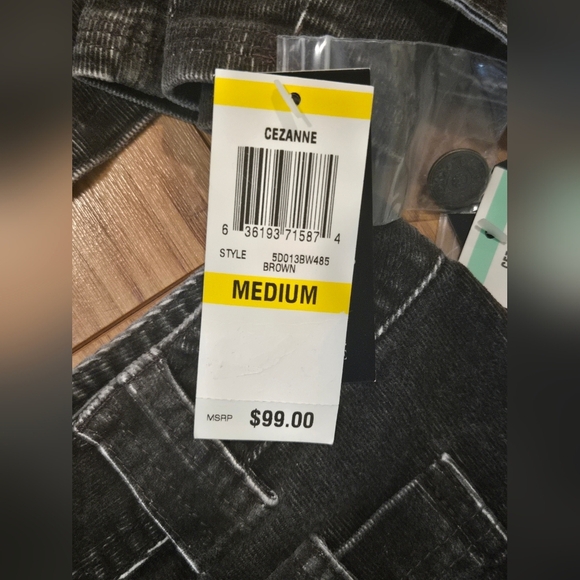 CEZANNE
6 36193 71587 4
STYLE 5D013BW485
BROWN
MEDIUM
MSRP $99.00